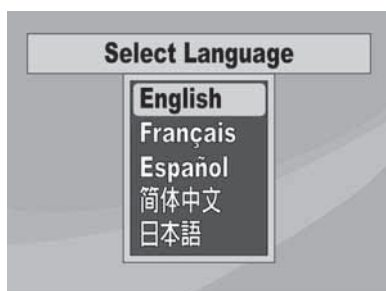 Select Language
English
Français
Español
简体中文
日本語